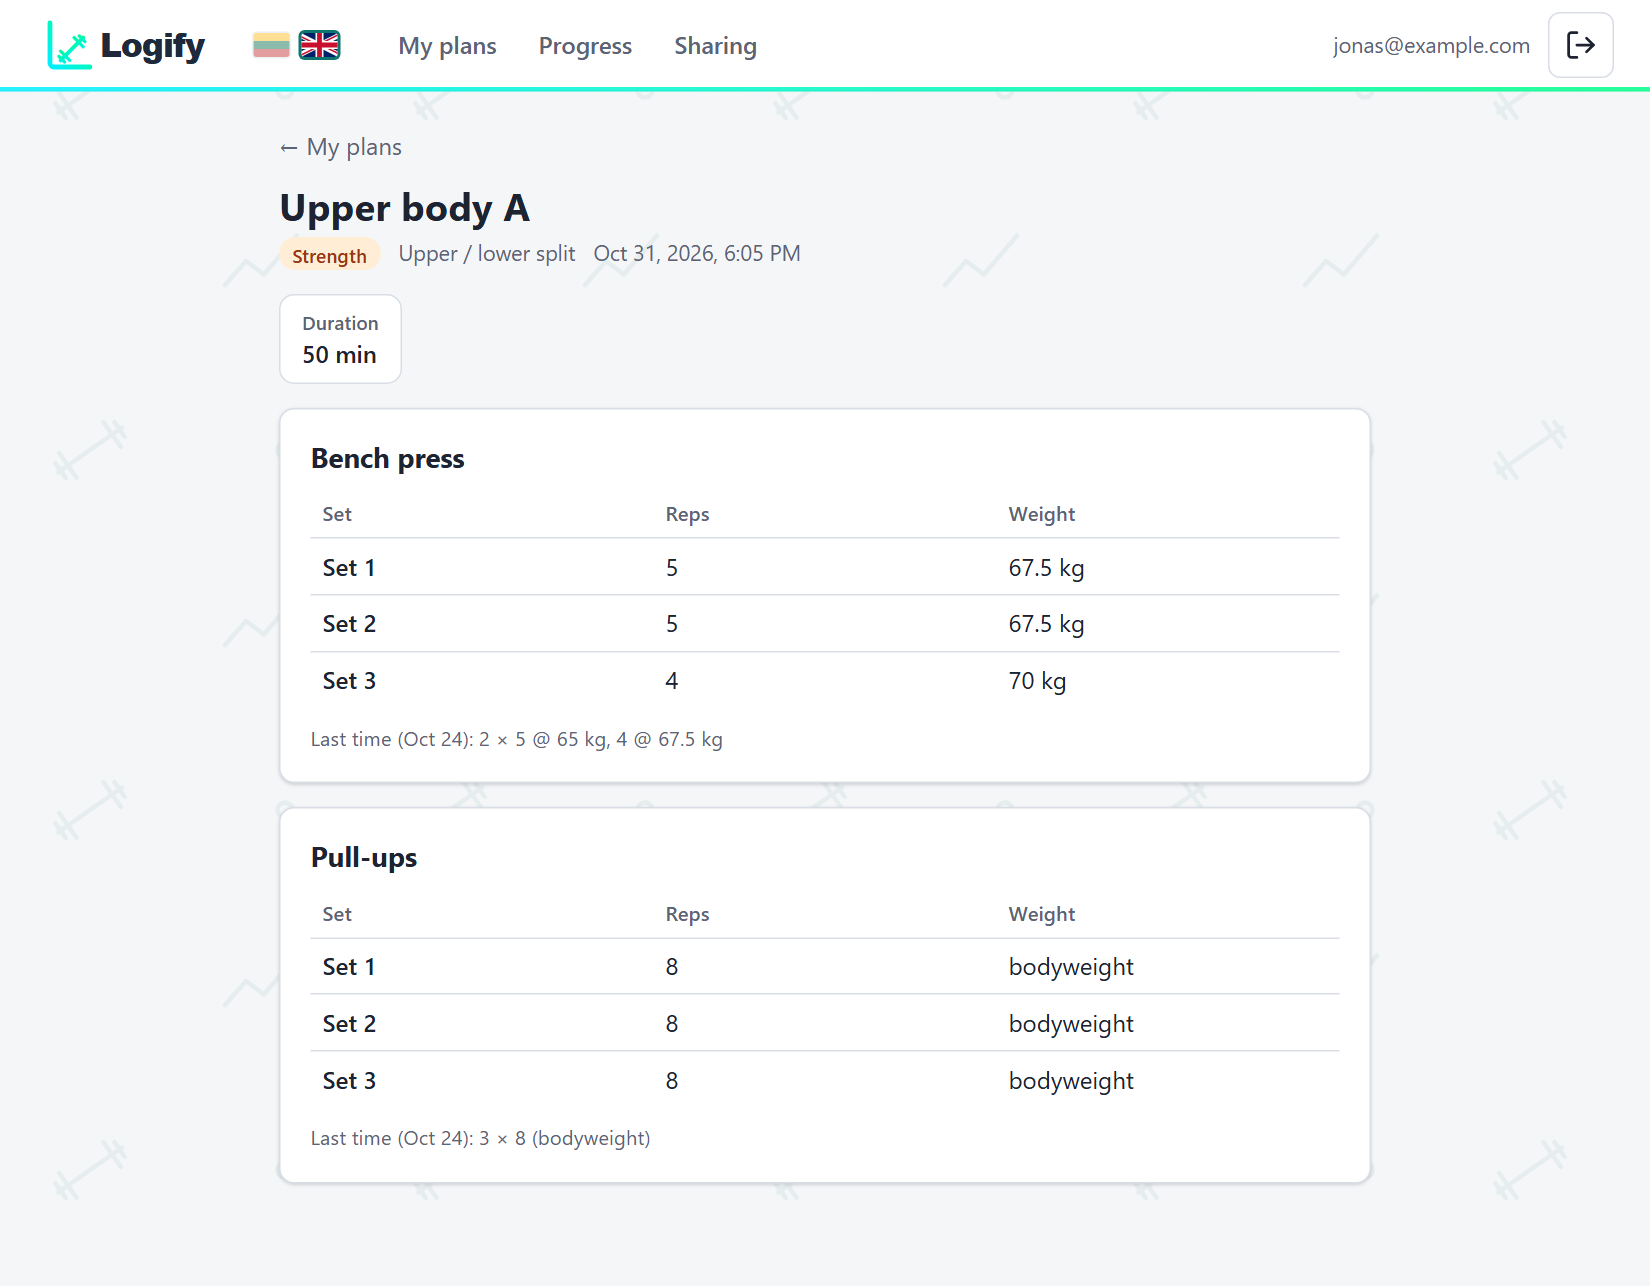 Logify
My plans Progress Sharing
jonas@example.com
← My plans
Upper body A
Strength Upper / lower split Oct 31, 2026, 6:05 PM
Duration
50 min
Bench press
Set Reps Weight
Set 1 5 67.5 kg
Set 2 5 67.5 kg
Set 3 4 70 kg
Last time (Oct 24): 2 × 5 @ 65 kg, 4 @ 67.5 kg
Pull-ups
Set Reps Weight
Set 1 8 bodyweight
Set 2 8 bodyweight
Set 3 8 bodyweight
Last time (Oct 24): 3 × 8 (bodyweight)